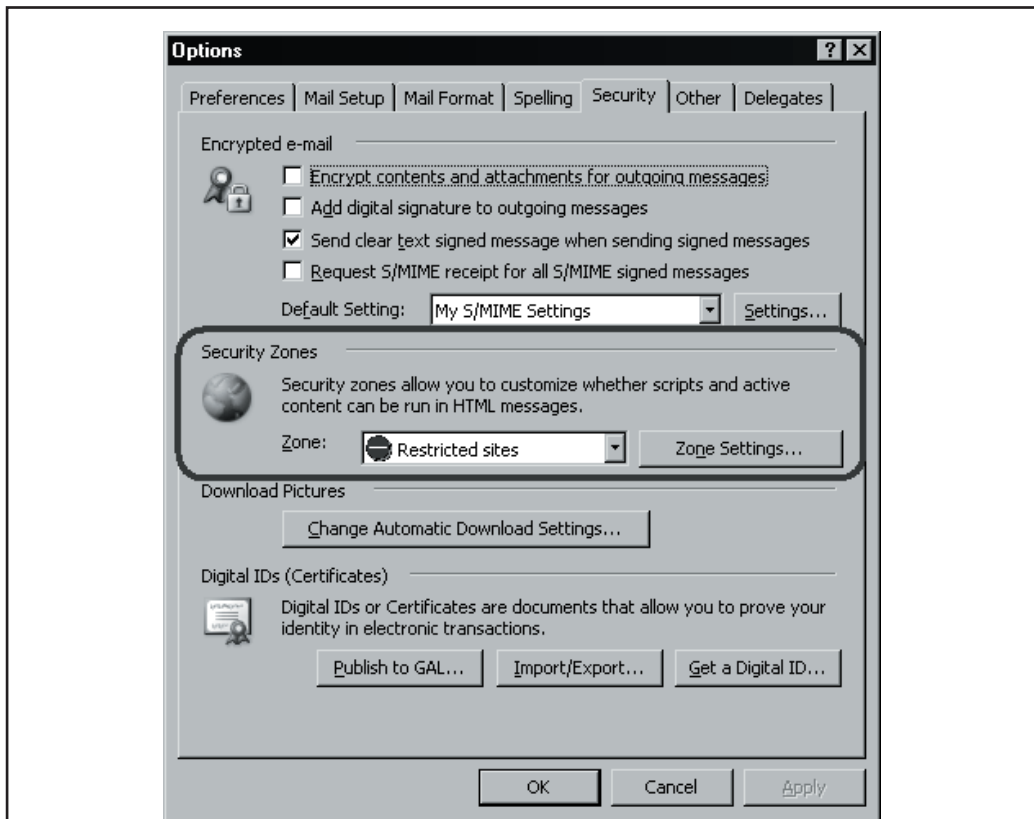 Options
Preferences Mail Setup Mail Format Spelling Security Other Delegates
Encrypted e-mail
Encrypt contents and attachments for outgoing messages
Add digital signature to outgoing messages
Send clear text signed message when sending signed messages
Request S/MIME receipt for all S/MIME signed messages
Default Setting: My S/MIME Settings Settings...
Security Zones
Security zones allow you to customize whether scripts and active
content can be run in HTML messages.
Zone: Restricted sites Zone Settings...
Download Pictures
Change Automatic Download Settings...
Digital IDs (Certificates)
Digital IDs or Certificates are documents that allow you to prove your
identity in electronic transactions.
Publish to GAL... Import/Export... Get a Digital ID...
OK Cancel Apply